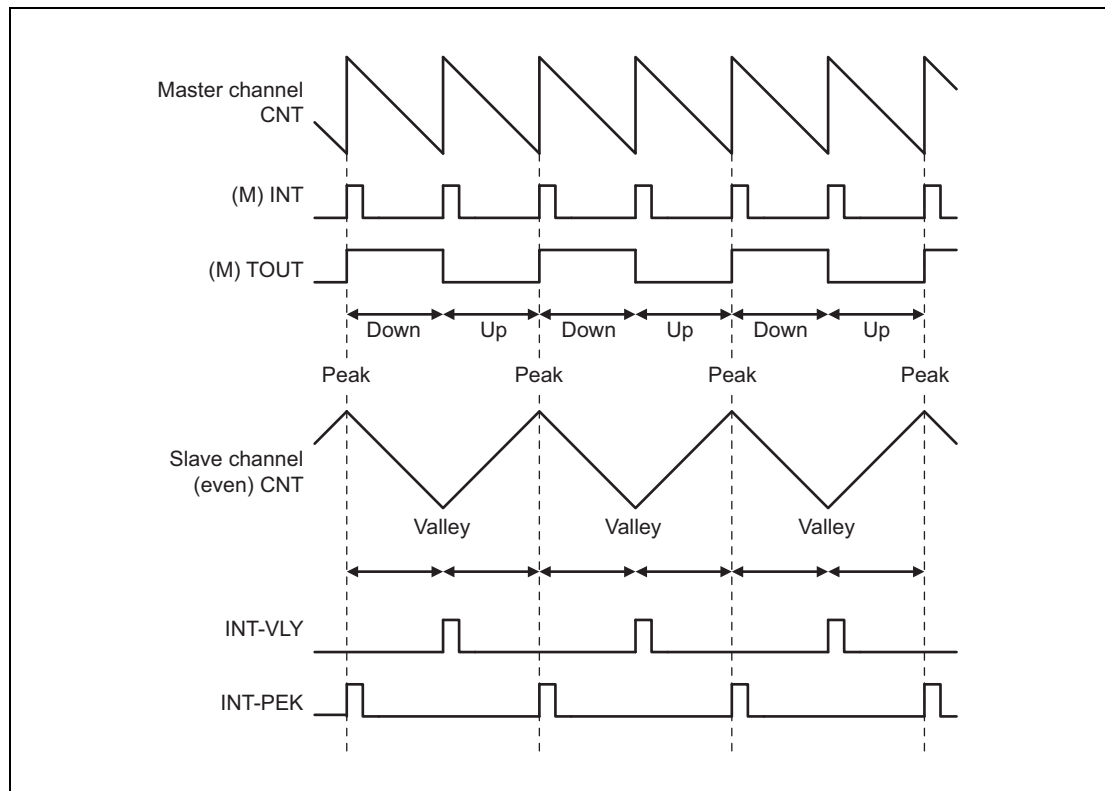 Master channel
CNT
(M) INT
(M) TOUT
Down Up Down Up Down Up
Peak Peak Peak Peak
Slave channel
(even) CNT
Valley Valley Valley
INT-VLY
INT-PEK